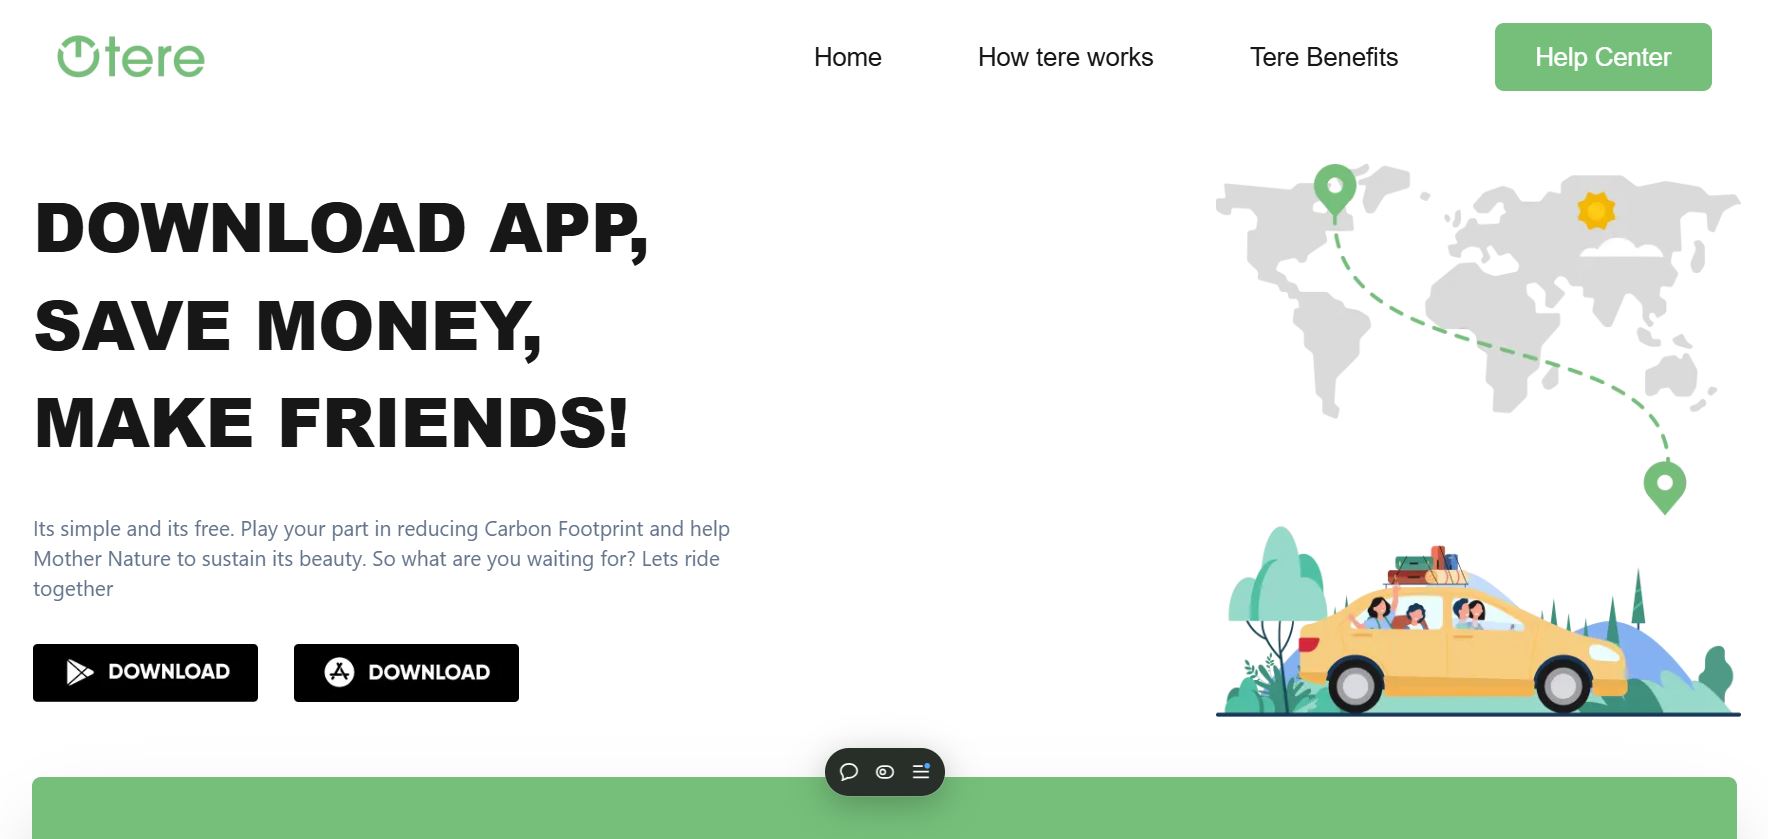 tere
Home
How tere works
Tere Benefits
Help Center
DOWNLOAD APP,
SAVE MONEY,
MAKE FRIENDS!
Its simple and its free. Play your part in reducing Carbon Footprint and help
Mother Nature to sustain its beauty. So what are you waiting for? Lets ride
together
DOWNLOAD
DOWNLOAD